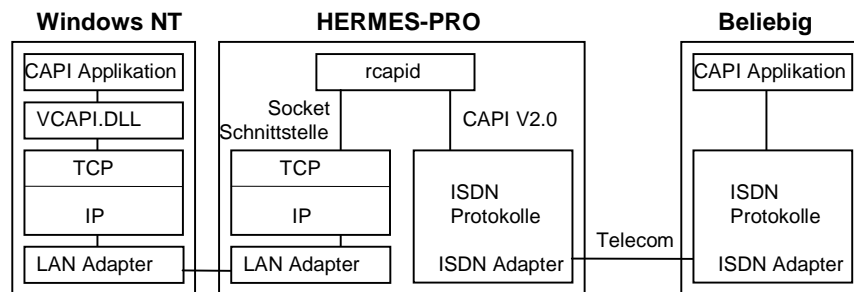 Windows NT
HERMES-PRO
Beliebig
CAPI Applikation
VCAPI.DLL
TCP
IP
LAN Adapter
rcapid
Socket
Schnittstelle
CAPI V2.0
TCP
IP
LAN Adapter
ISDN
Protokolle
ISDN Adapter
Telecom
CAPI Applikation
ISDN
Protokolle
ISDN Adapter